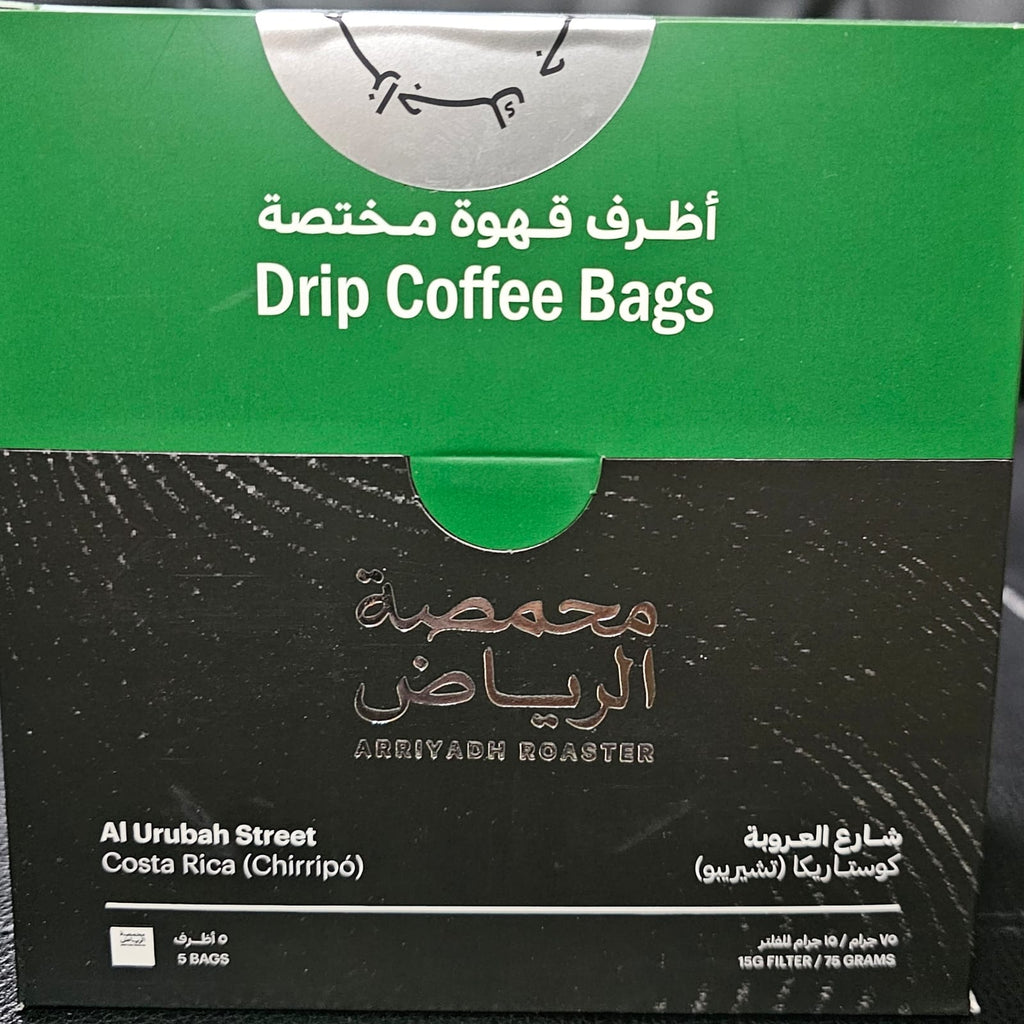 أظرف قهوة مختصة
Drip Coffee Bags
محمصة
الرياض
ARRIYADH ROASTER
Al Urubah Street
Costa Rica (Chirripó)
شارع العروبة
كوستاريكا (تشيريبو)
٥ أظرف
5 BAGS
٧٥ جرام / ١٥ جرام للفلتر
15G FILTER / 75 GRAMS